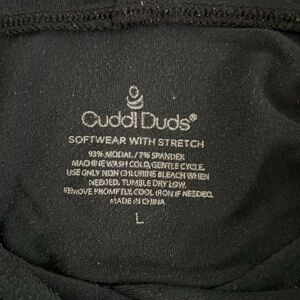 Cuddl Duds®
SOFTWEAR WITH STRETCH
93% MODAL / 7% SPANDEX
MACHINE WASH COLD, GENTLE CYCLE.
USE ONLY NON CHLORINE BLEACH WHEN
NEEDED. TUMBLE DRY LOW.
REMOVE PROMPTLY. COOL IRON IF NEEDED.
MADE IN CHINA
L